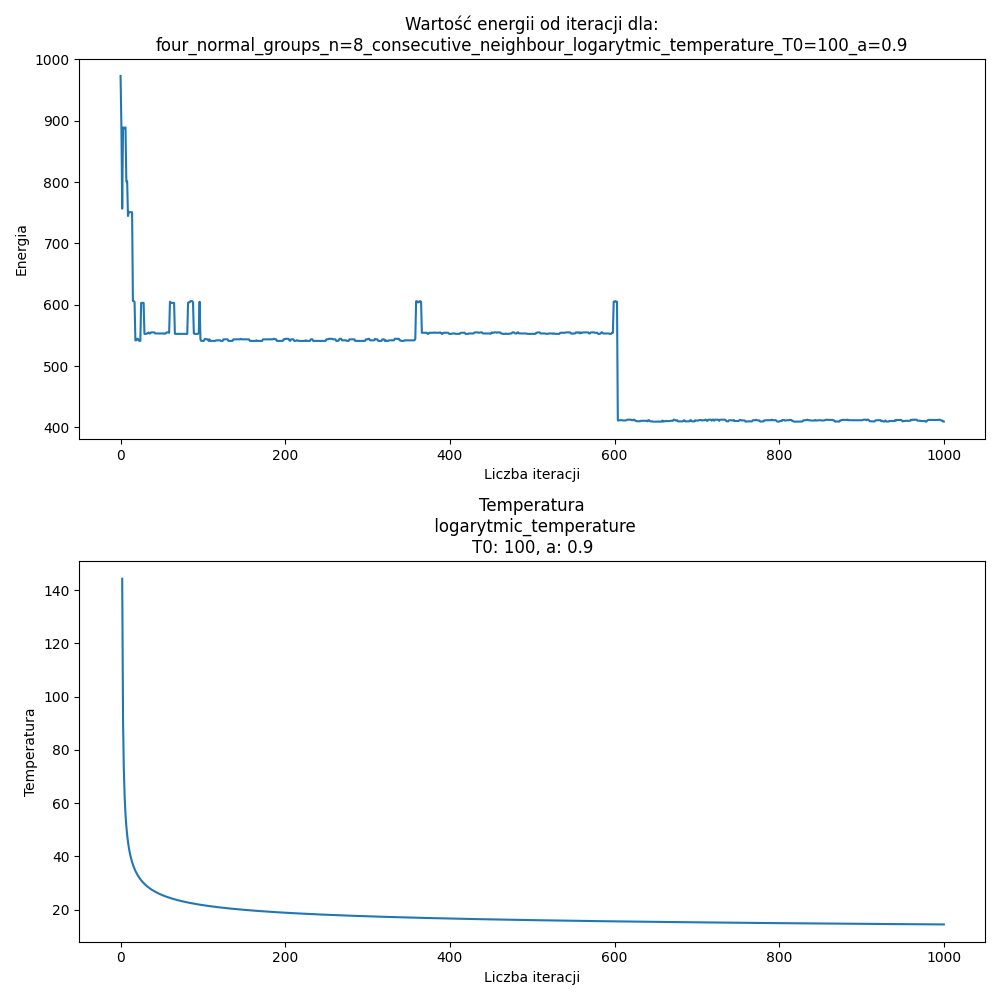 Wartość energii od iteracji dla:
four_normal_groups_n=8_consecutive_neighbour_logarytmic_temperature_T0=100_a=0.9
1000
900
800
700
600
500
400
Energia
0 200 400 600 800 1000
Liczba iteracji
Temperatura
logarytmic_temperature
T0: 100, a: 0.9
140
120
100
80
60
40
20
Temperatura
0 200 400 600 800 1000
Liczba iteracji